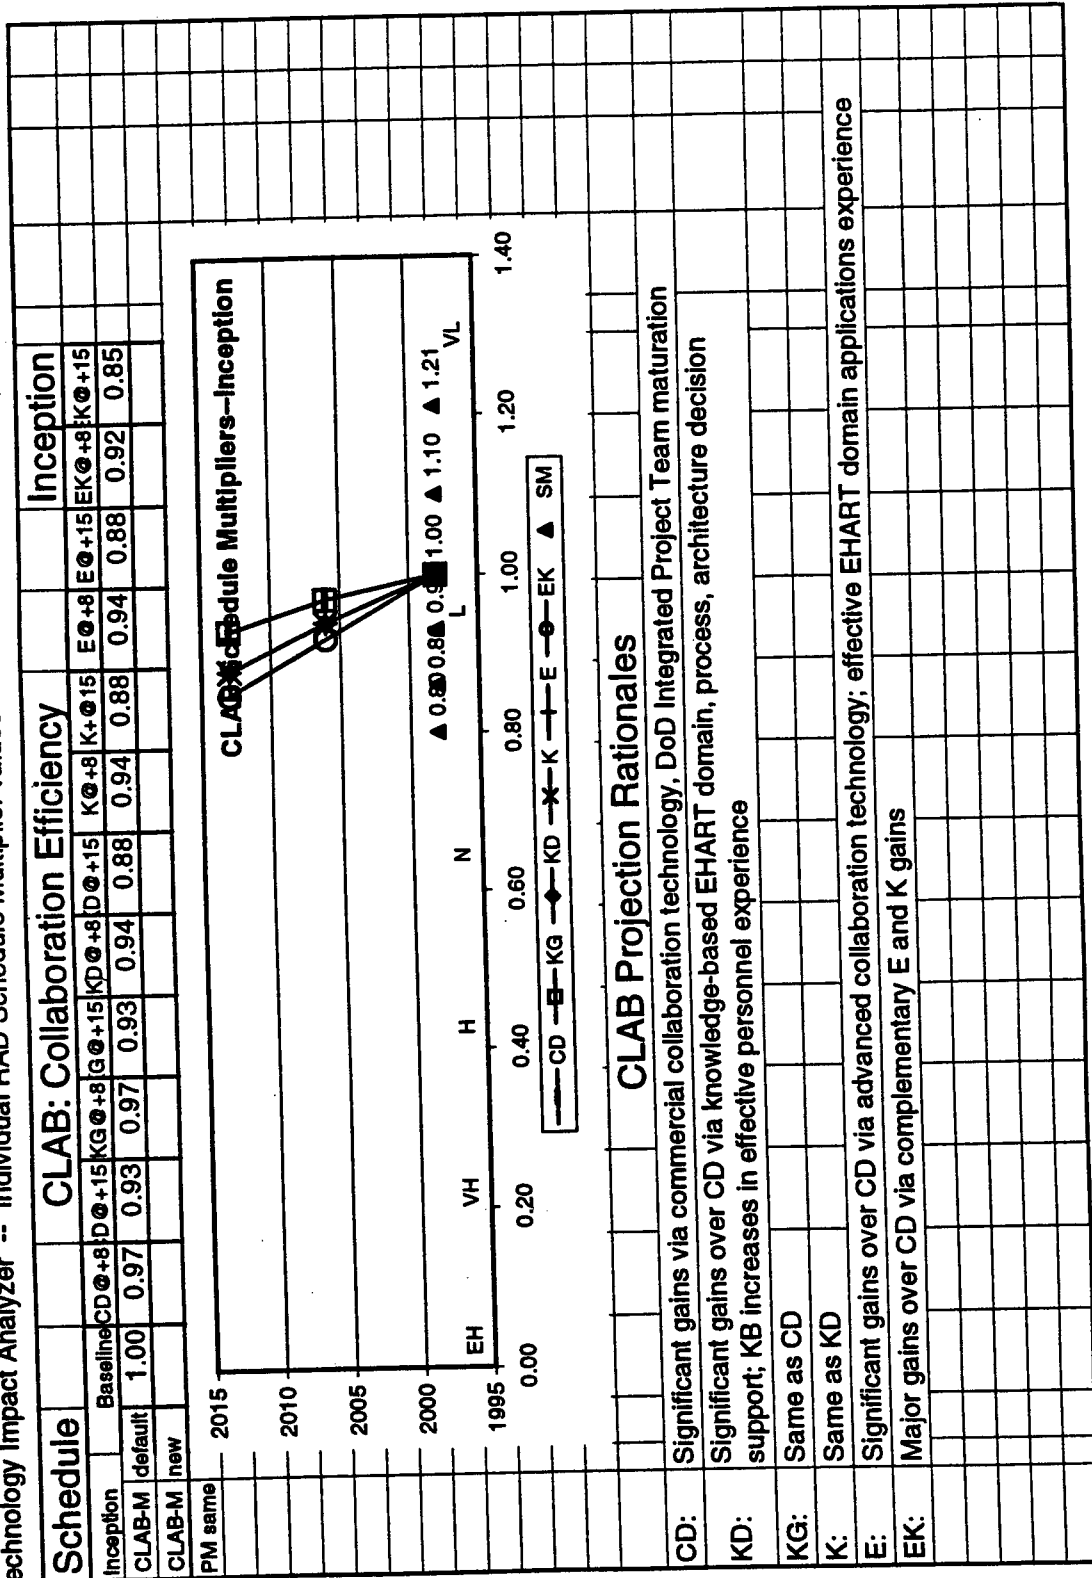 echnology Impact Analyzer -- Individual RAD Schedule Multiplier
Schedule CLAB: Collaboration Efficiency Inception
Inception Baseline CD@+8 D@+15 KG@+8 G@+15 KD@+8 D@+15 K@+8 K+@15 E@+8 E@+15 EK@+8 K@+15
CLAB-M default 1.00 0.97 0.93 0.97 0.93 0.94 0.88 0.94 0.88 0.94 0.88 0.92 0.85
CLAB-M new
PM same
CLAB Schedule Multipliers--Inception
2015
2010
2005
2000
1995
0.80 0.8 0.9 1.00 1.10 1.21
EH VH H N L VL
0.00 0.20 0.40 0.60 0.80 1.00 1.20 1.40
CD KG KD K E EK SM
CLAB Projection Rationales
CD: Significant gains via commercial collaboration technology, DoD Integrated Project Team maturation
KD: Significant gains over CD via knowledge-based EHART domain, process, architecture decision
support; KB increases in effective personnel experience
KG: Same as CD
K: Same as KD
E: Significant gains over CD via advanced collaboration technology; effective EHART domain applications experience
EK: Major gains over CD via complementary E and K gains